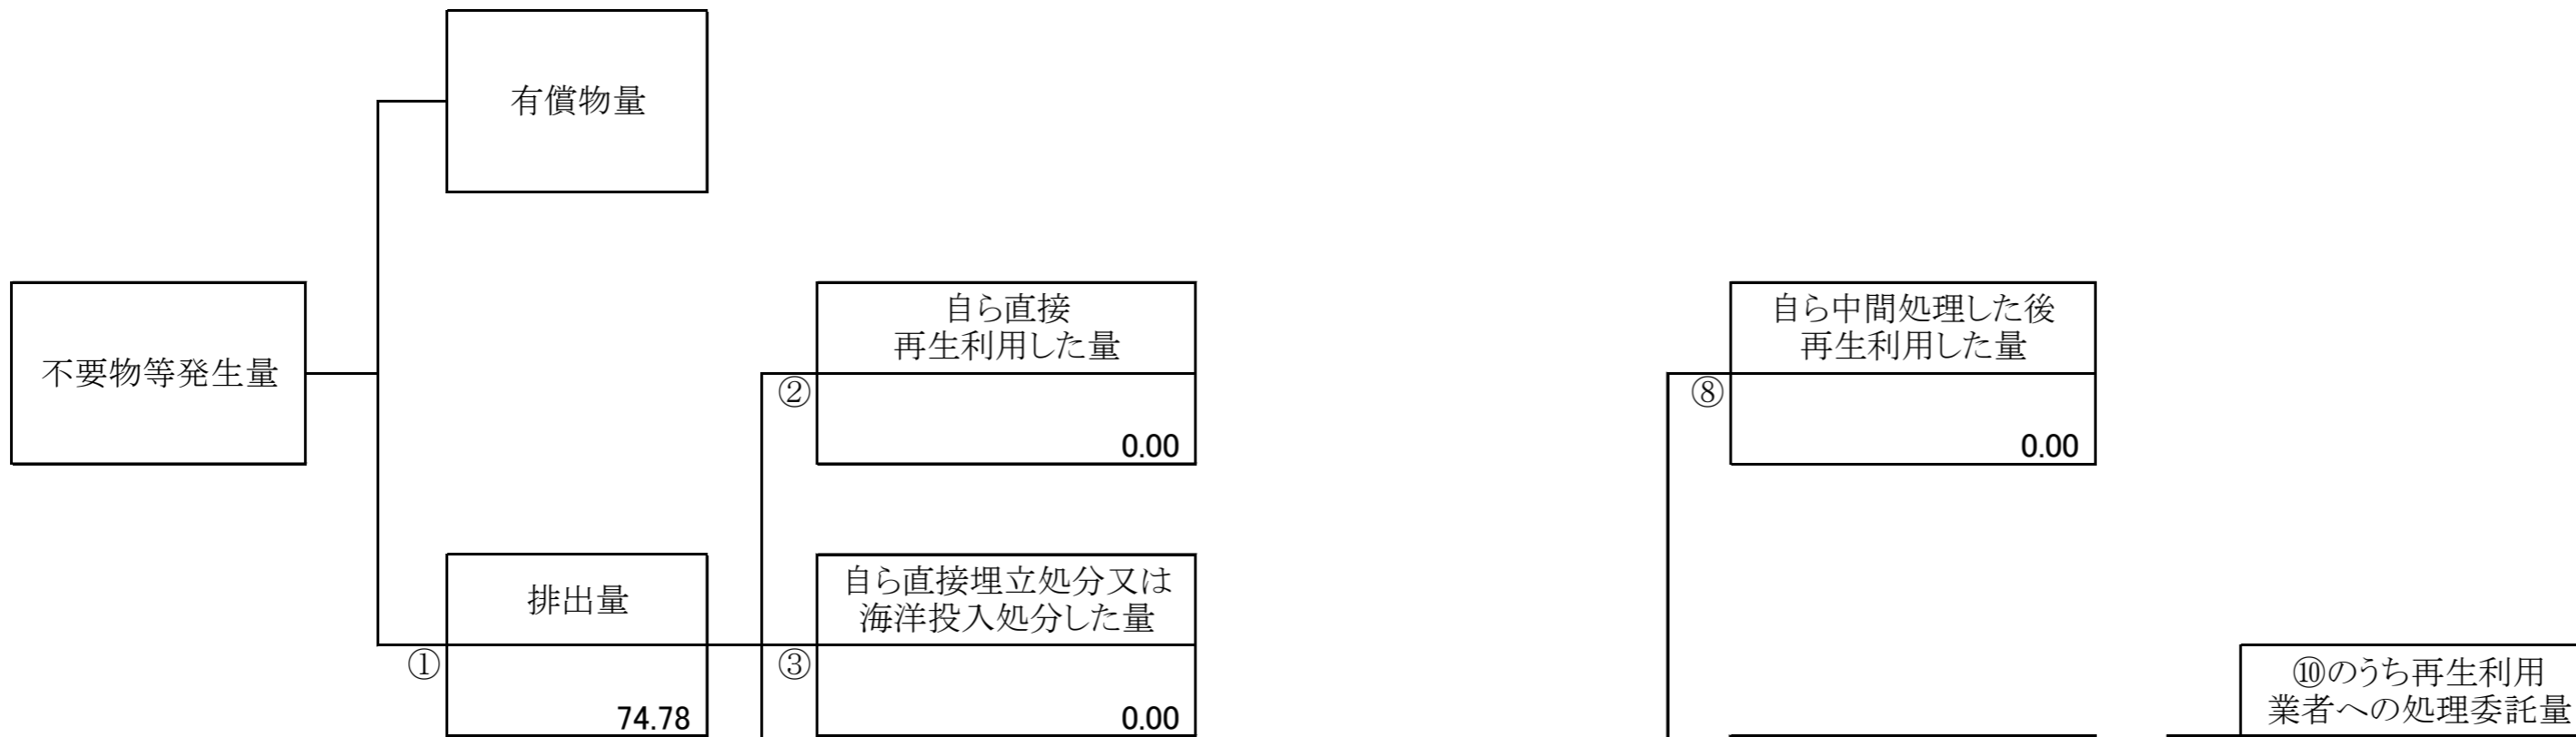 有償物量
不要物等発生量
自ら直接
再生利用した量
②
0.00
自ら中間処理した後
再生利用した量
⑧
0.00
排出量
①
74.78
自ら直接埋立処分又は
海洋投入処分した量
③
0.00
⑩のうち再生利用
業者への処理委託量